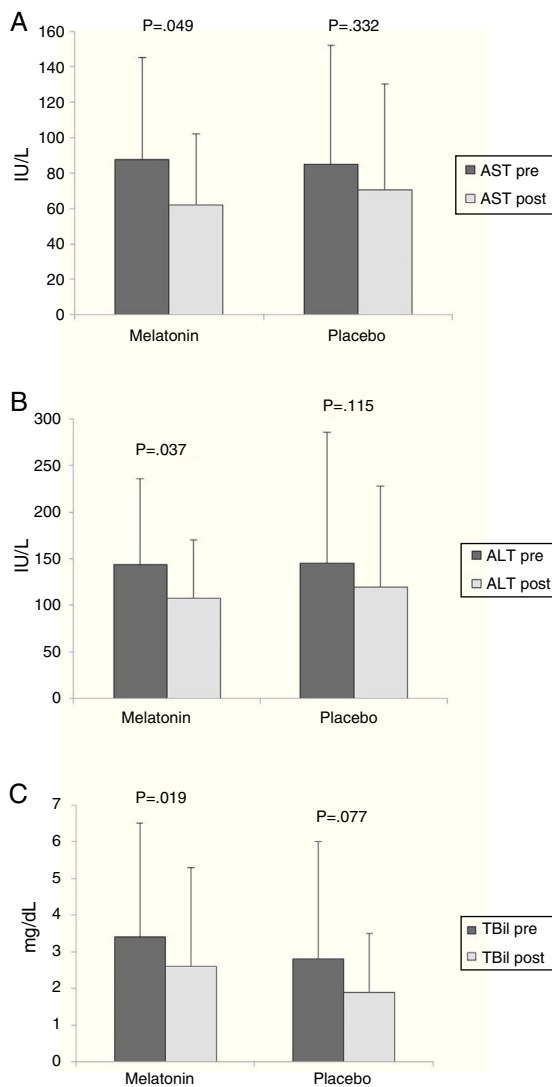 A
P=.049
P=.332
160
140
120
100
80
60
40
20
0
IU/L
AST pre
AST post
Melatonin
Placebo
B
P=.037
P=.115
300
250
200
150
100
50
0
IU/L
ALT pre
ALT post
Melatonin
Placebo
C
P=.019
P=.077
7
6
5
4
3
2
1
0
mg/dL
TBil pre
TBil post
Melatonin
Placebo